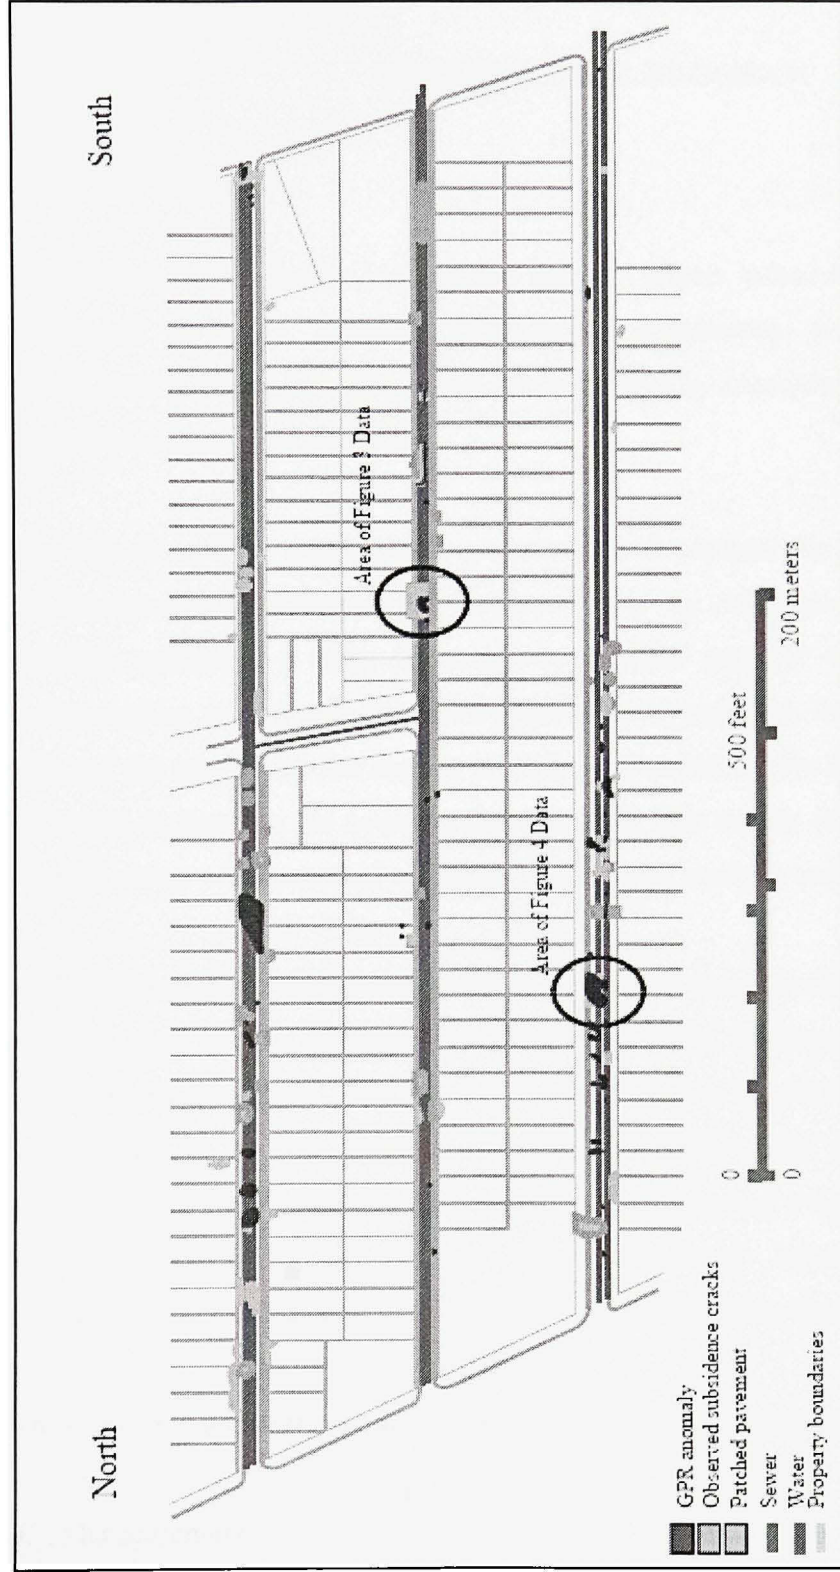 North
South
Area of Figure 3 Data
Area of Figure 4 Data
GPR anomaly
Observed subsidence cracks
Patched pavement
Sewer
Water
Property boundaries
0
500 feet
0
200 meters